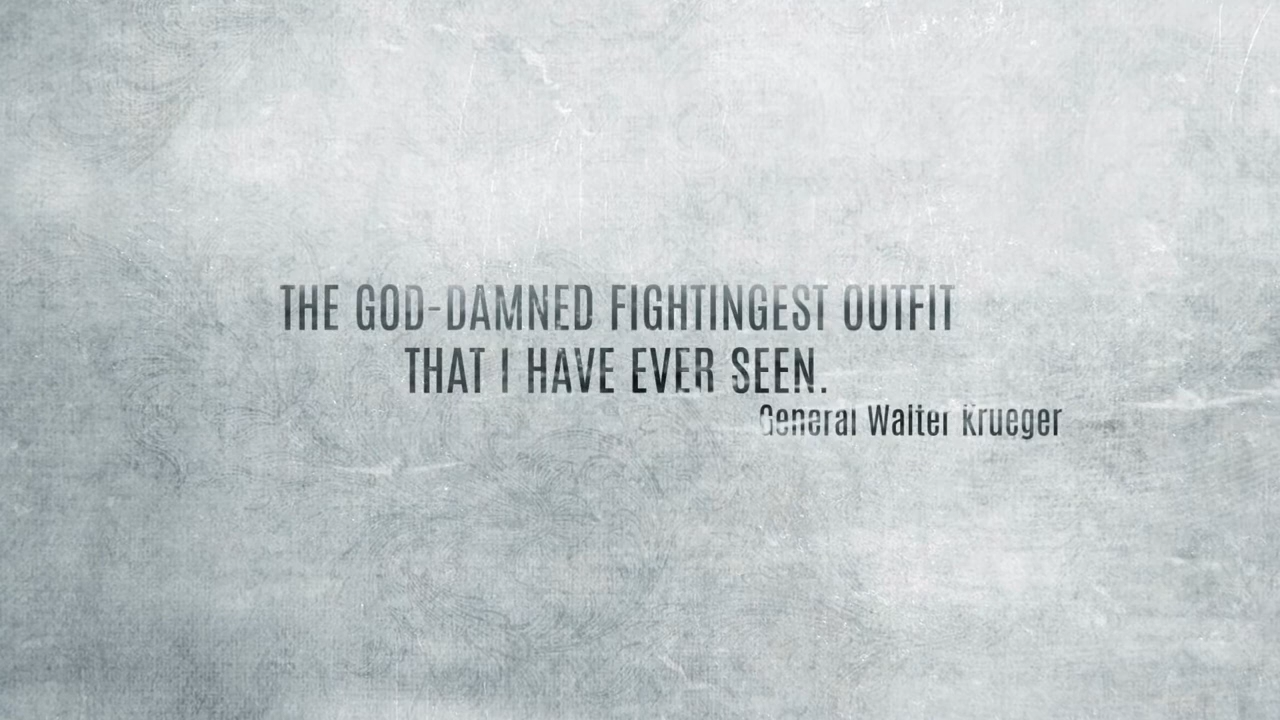 THE GOD-DAMNED FIGHTINGEST OUTFIT
THAT I HAVE EVER SEEN.
General Walter Krueger